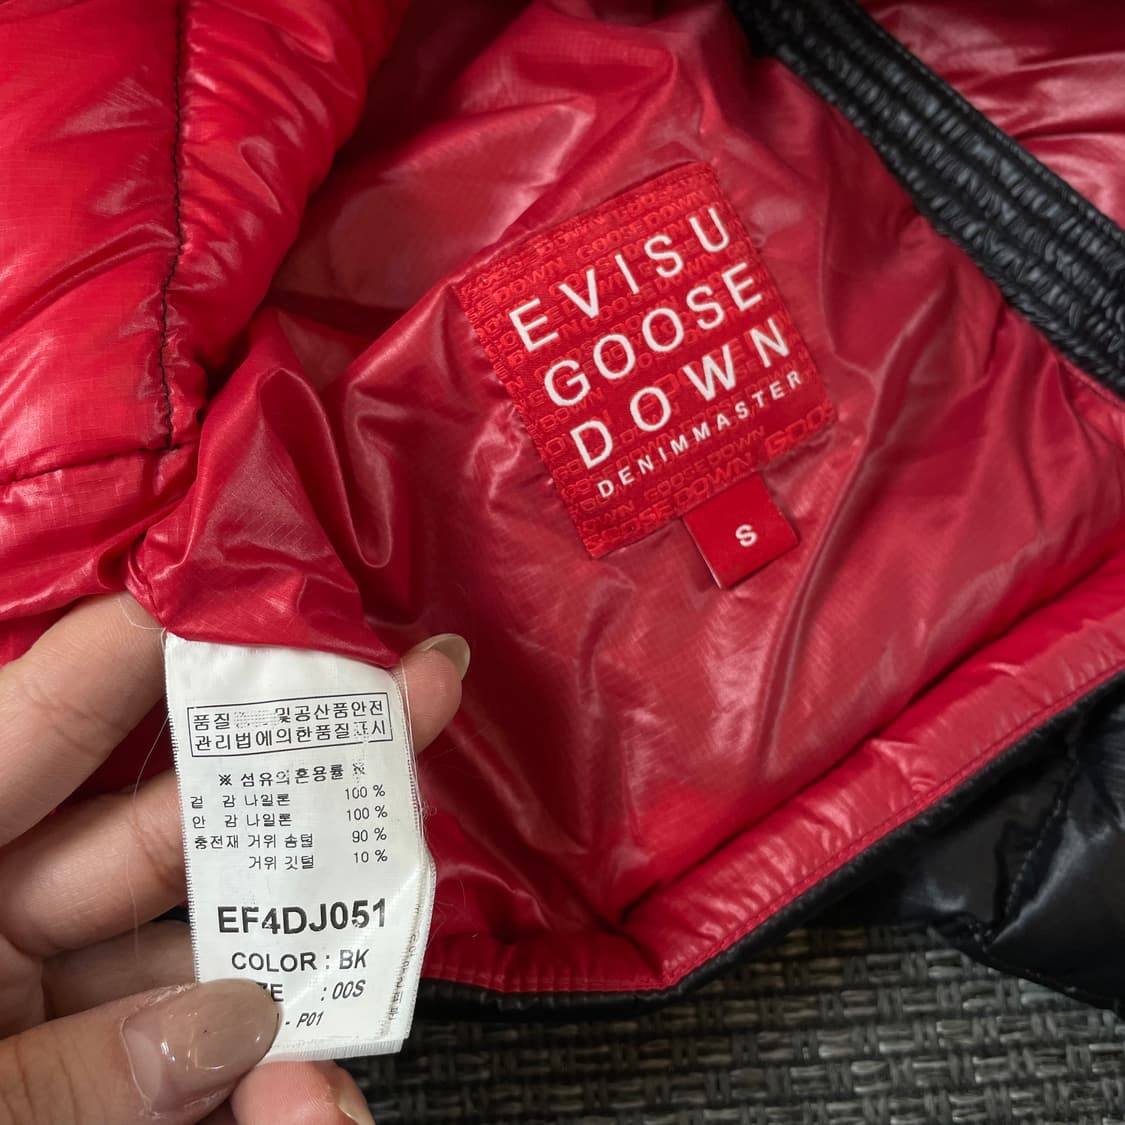 EVISU
GOOSE
DOWN
DENIMMASTER
S
품질 및공산품안전
관리법에의한품질표시
※ 섬유의혼용률 ※
겉 감 나일론 100 %
안 감 나일론 100 %
충전재 거위 솜털 90 %
거위 깃털 10 %
EF4DJ051
COLOR : BK
: 00S
- P01